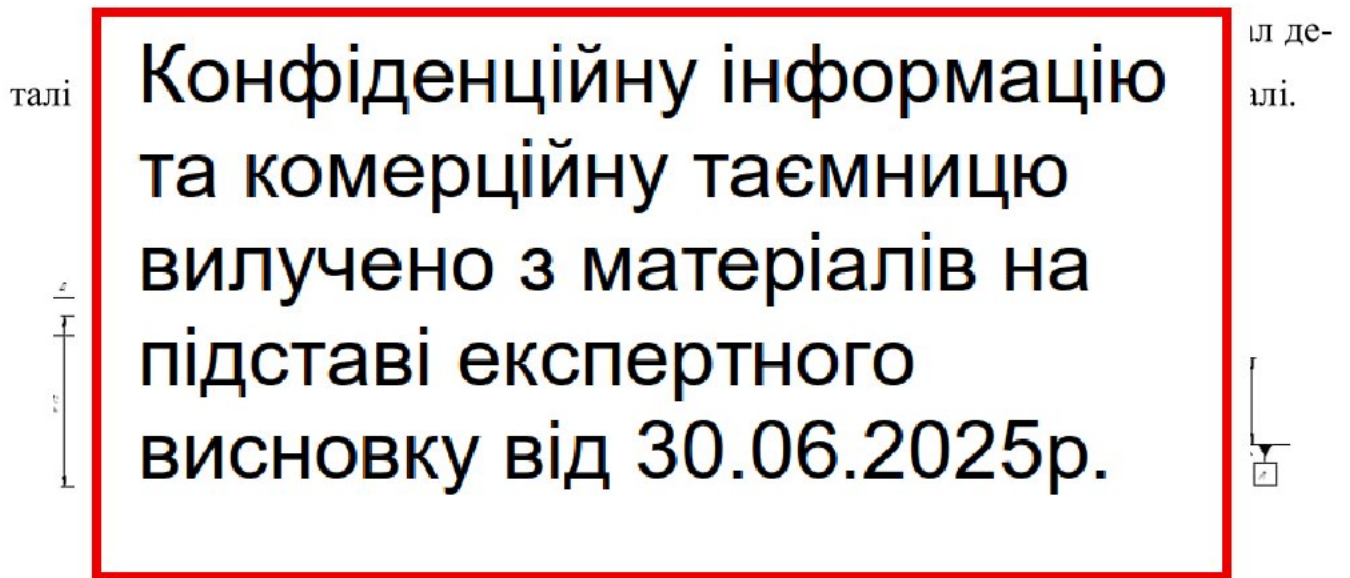 ал де-
талі
алі.
Конфіденційну інформацію
та комерційну таємницю
вилучено з матеріалів на
підставі експертного
висновку від 30.06.2025р.